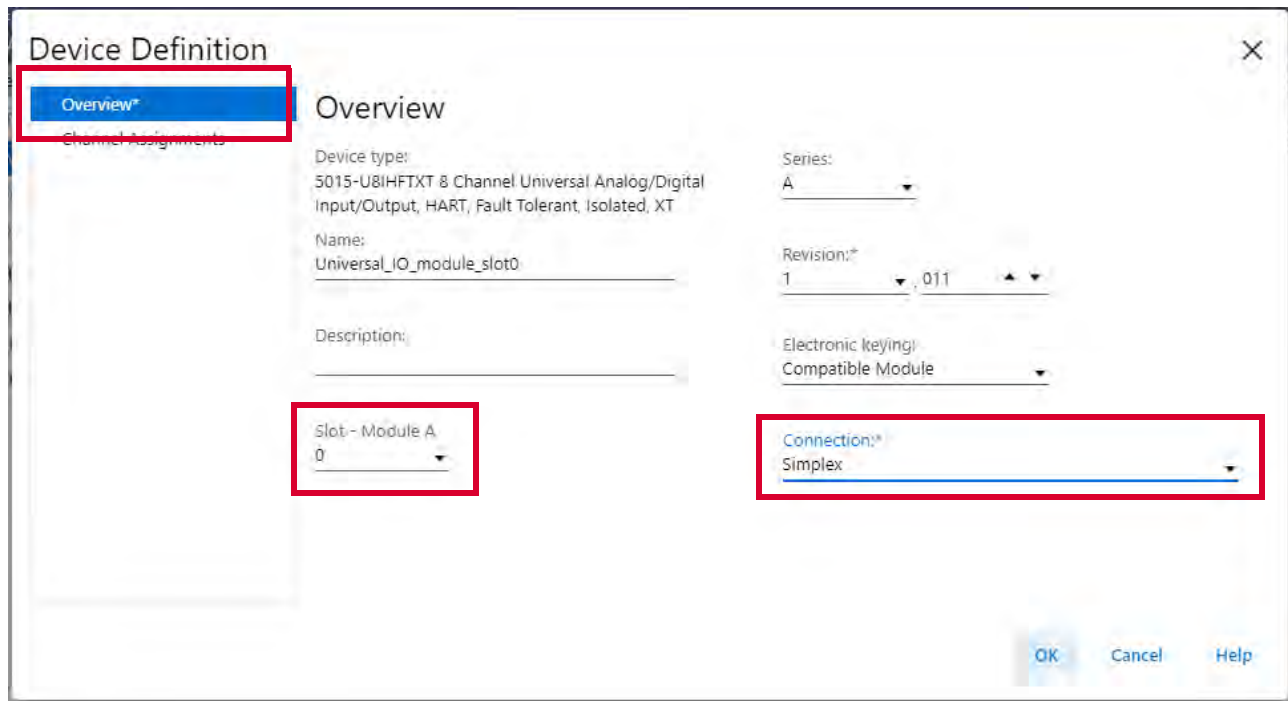 Device Definition
Overview*
Channel Assignments
Overview
Device type:
5015-U8IHFTXT 8 Channel Universal Analog/Digital
Input/Output, HART, Fault Tolerant, Isolated, XT
Name:
Universal_IO_module_slot0
Description:
Slot - Module A
0
Series:
A
Revision:*
1 . 011
Electronic keying:
Compatible Module
Connection:*
Simplex
OK Cancel Help